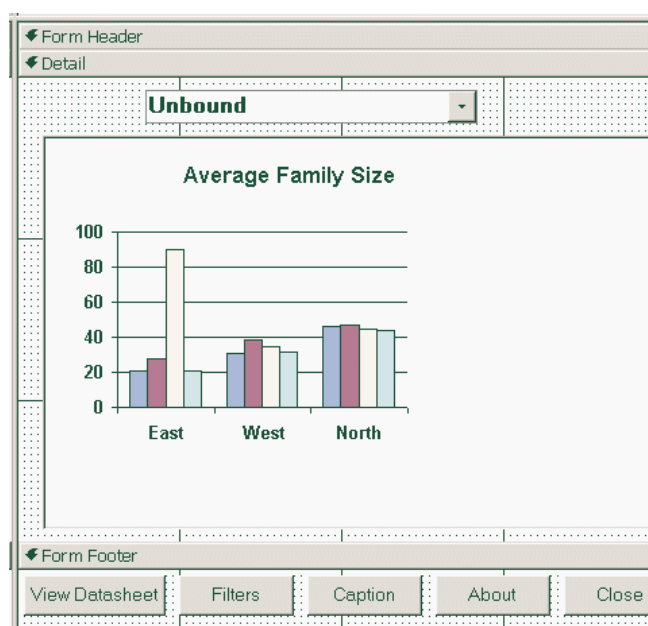 Form Header
Detail
Unbound
Average Family Size
100
80
60
40
20
0
East West North
Form Footer
View Datasheet Filters Caption About Close